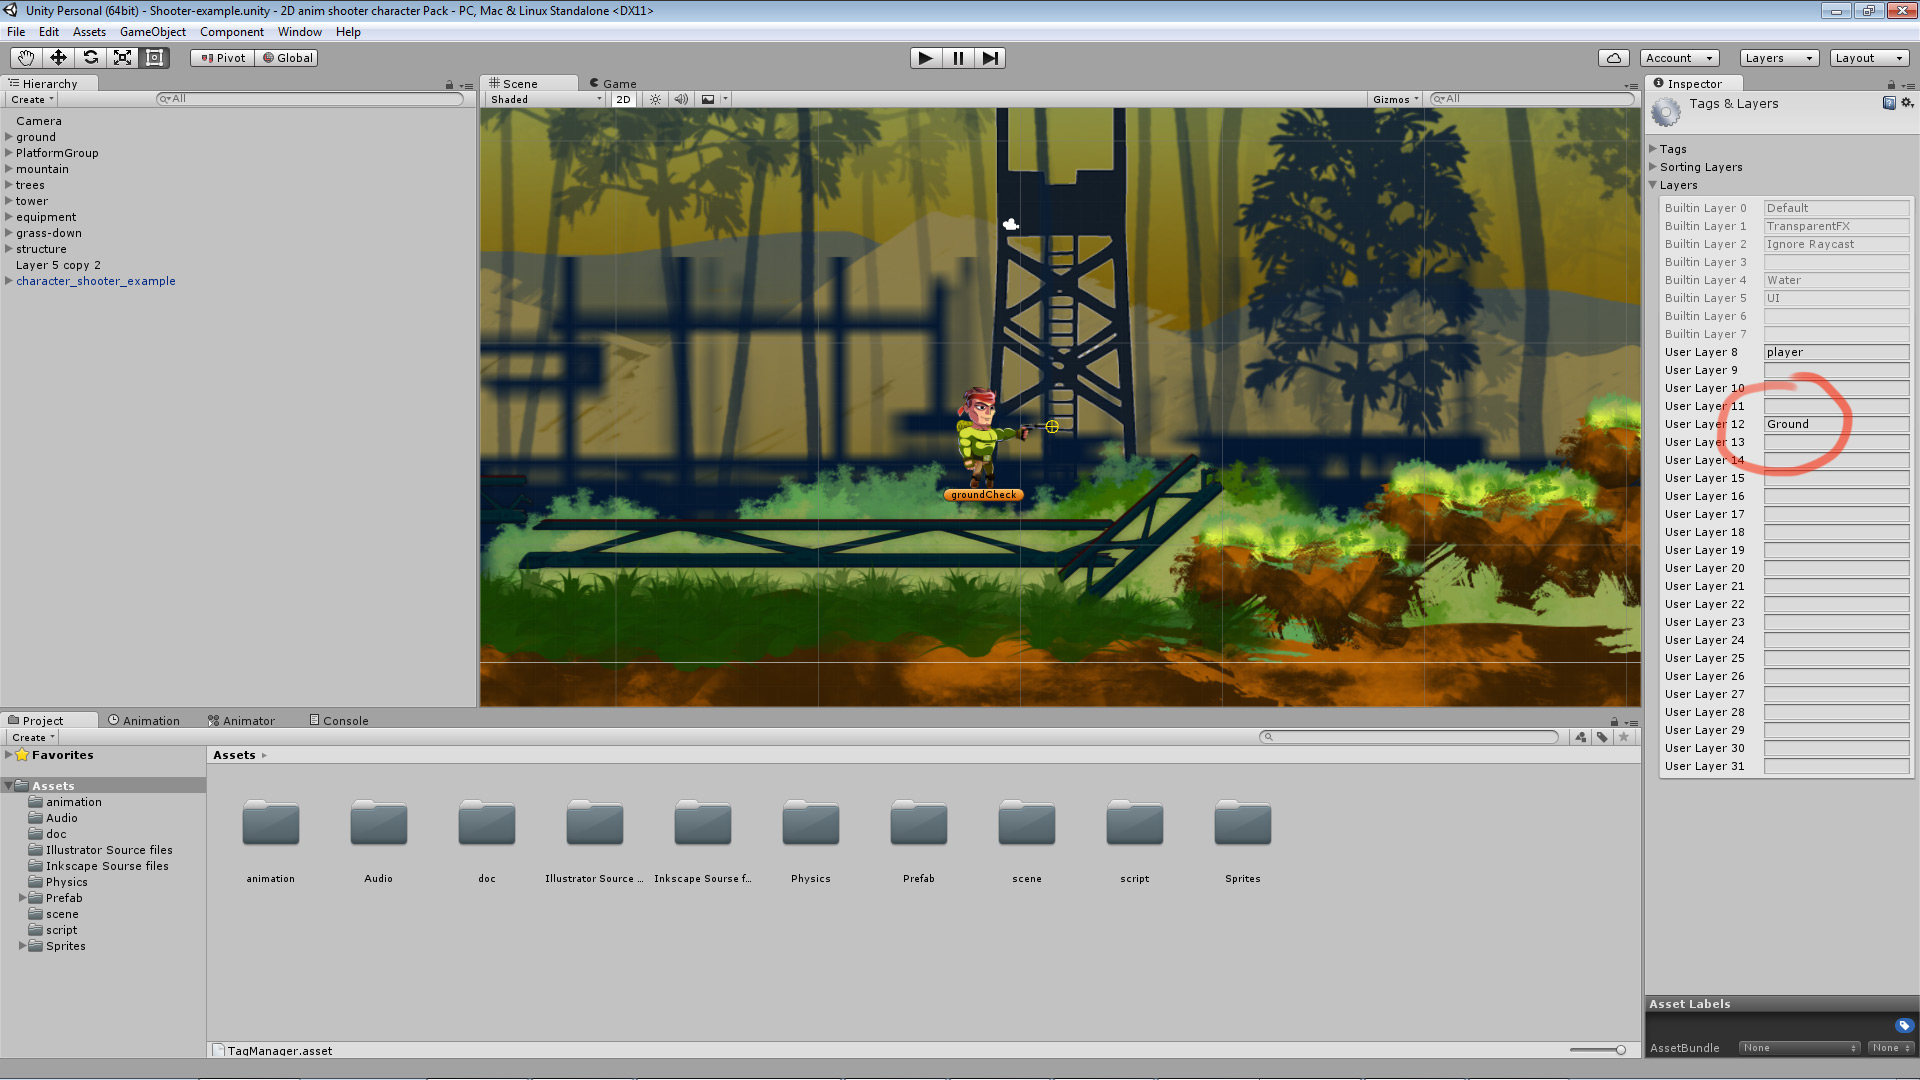 Unity Personal (64bit) - Shooter-example.unity - 2D anim shooter character Pack - PC, Mac & Linux Standalone <DX11>
File Edit Assets GameObject Component Window Help
Pivot Global Account Layers Layout
Hierarchy
Create All
Camera
ground
PlatformGroup
mountain
trees
tower
equipment
grass-down
structure
Layer 5 copy 2
character_shooter_example
Scene Game
Shaded 2D Gizmos All
groundCheck
Inspector
Tags & Layers
Tags
Sorting Layers
Layers
Builtin Layer 0 Default
Builtin Layer 1 TransparentFX
Builtin Layer 2 Ignore Raycast
Builtin Layer 3
Builtin Layer 4 Water
Builtin Layer 5 UI
Builtin Layer 6
Builtin Layer 7
User Layer 8 player
User Layer 9
User Layer 10
User Layer 11
User Layer 12 Ground
User Layer 13
User Layer 14
User Layer 15
User Layer 16
User Layer 17
User Layer 18
User Layer 19
User Layer 20
User Layer 21
User Layer 22
User Layer 23
User Layer 24
User Layer 25
User Layer 26
User Layer 27
User Layer 28
User Layer 29
User Layer 30
User Layer 31
Project Animation Animator Console
Create
Favorites
Assets
animation
Audio
doc
Illustrator Source files
Inkscape Sourse files
Physics
Prefab
scene
script
Sprites
Assets
animation Audio doc Illustrator Source ... Inkscape Sourse f... Physics Prefab scene script Sprites
TagManager.asset
Asset Labels
AssetBundle None None